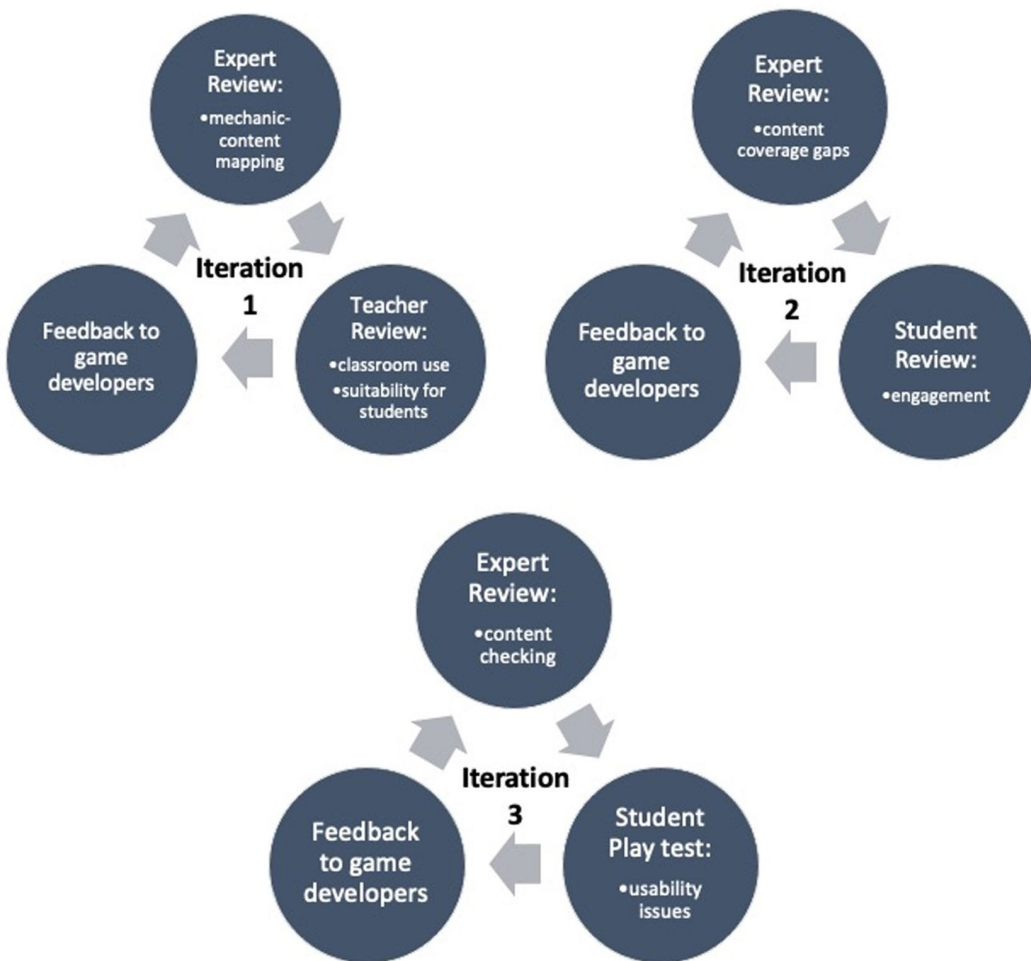 Expert
Review:
•mechanic-
content
mapping
Iteration
1
Feedback to
game
developers
Teacher
Review:
•classroom use
•suitability for
students
Expert
Review:
•content
coverage gaps
Iteration
2
Feedback to
game
developers
Student
Review:
•engagement
Expert
Review:
•content
checking
Iteration
3
Feedback
to game
developers
Student
Play test:
•usability
issues